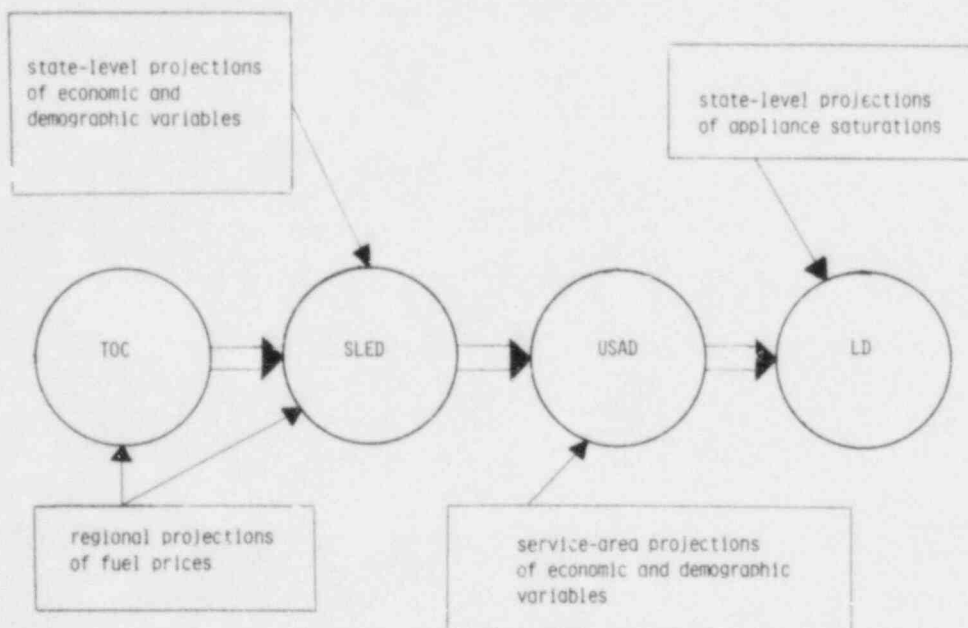 state-level projections
of economic and
demographic variables
state-level projections
of appliance saturations
TOC
SLED
USAD
LD
regional projections
of fuel prices
service-area projections
of economic and demographic
variables